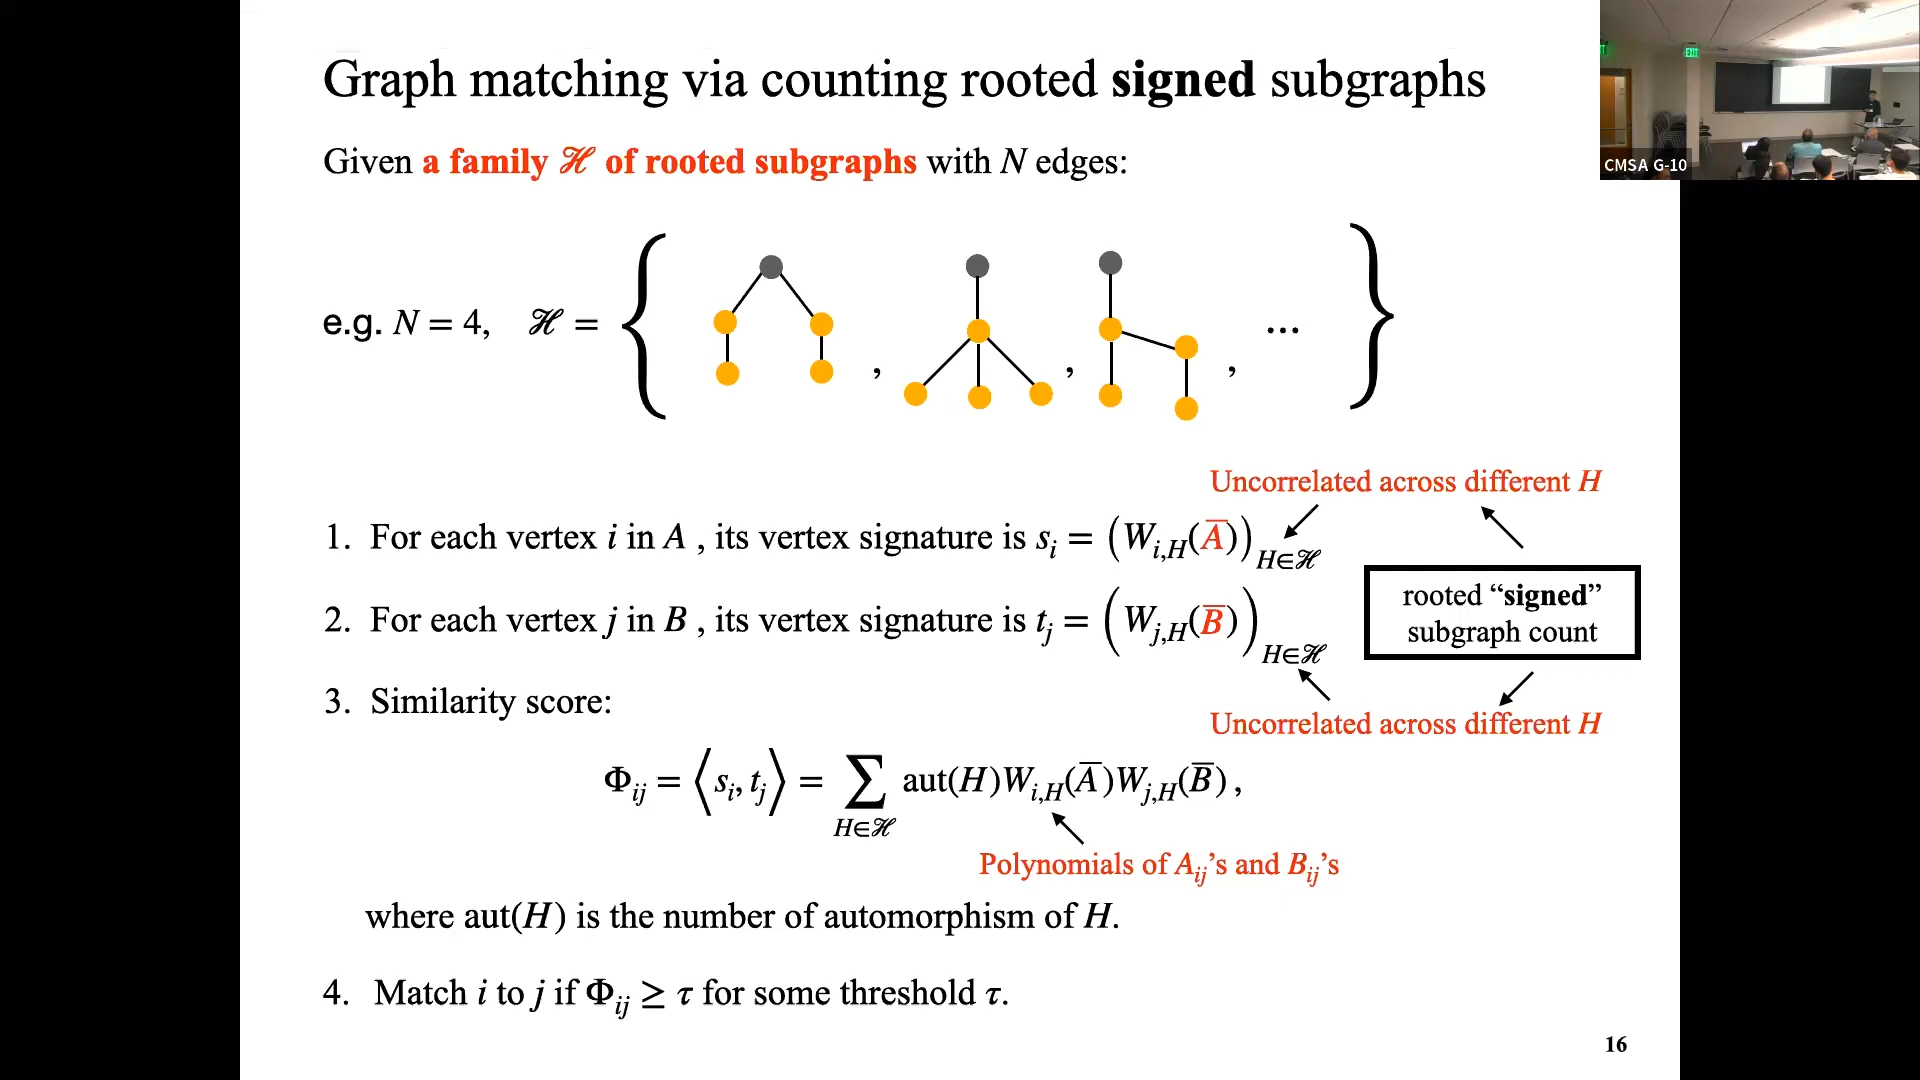 Graph matching via counting rooted signed subgraphs
EXIT
CMSA G-10
Given a family ℋ of rooted subgraphs with N edges:
e.g. N = 4, ℋ = { , , , ... }
Uncorrelated across different H
1. For each vertex i in A , its vertex signature is s_i = (W_{i,H}(A̅))_{H∈ℋ}
rooted “signed”
subgraph count
2. For each vertex j in B , its vertex signature is t_j = (W_{j,H}(B̅))_{H∈ℋ}
3. Similarity score:
Uncorrelated across different H
Φ_{ij} = ⟨s_i, t_j⟩ = ∑_{H∈ℋ} aut(H)W_{i,H}(A̅)W_{j,H}(B̅) ,
Polynomials of A_{ij}’s and B_{ij}’s
where aut(H) is the number of automorphism of H.
4. Match i to j if Φ_{ij} ≥ τ for some threshold τ.
16